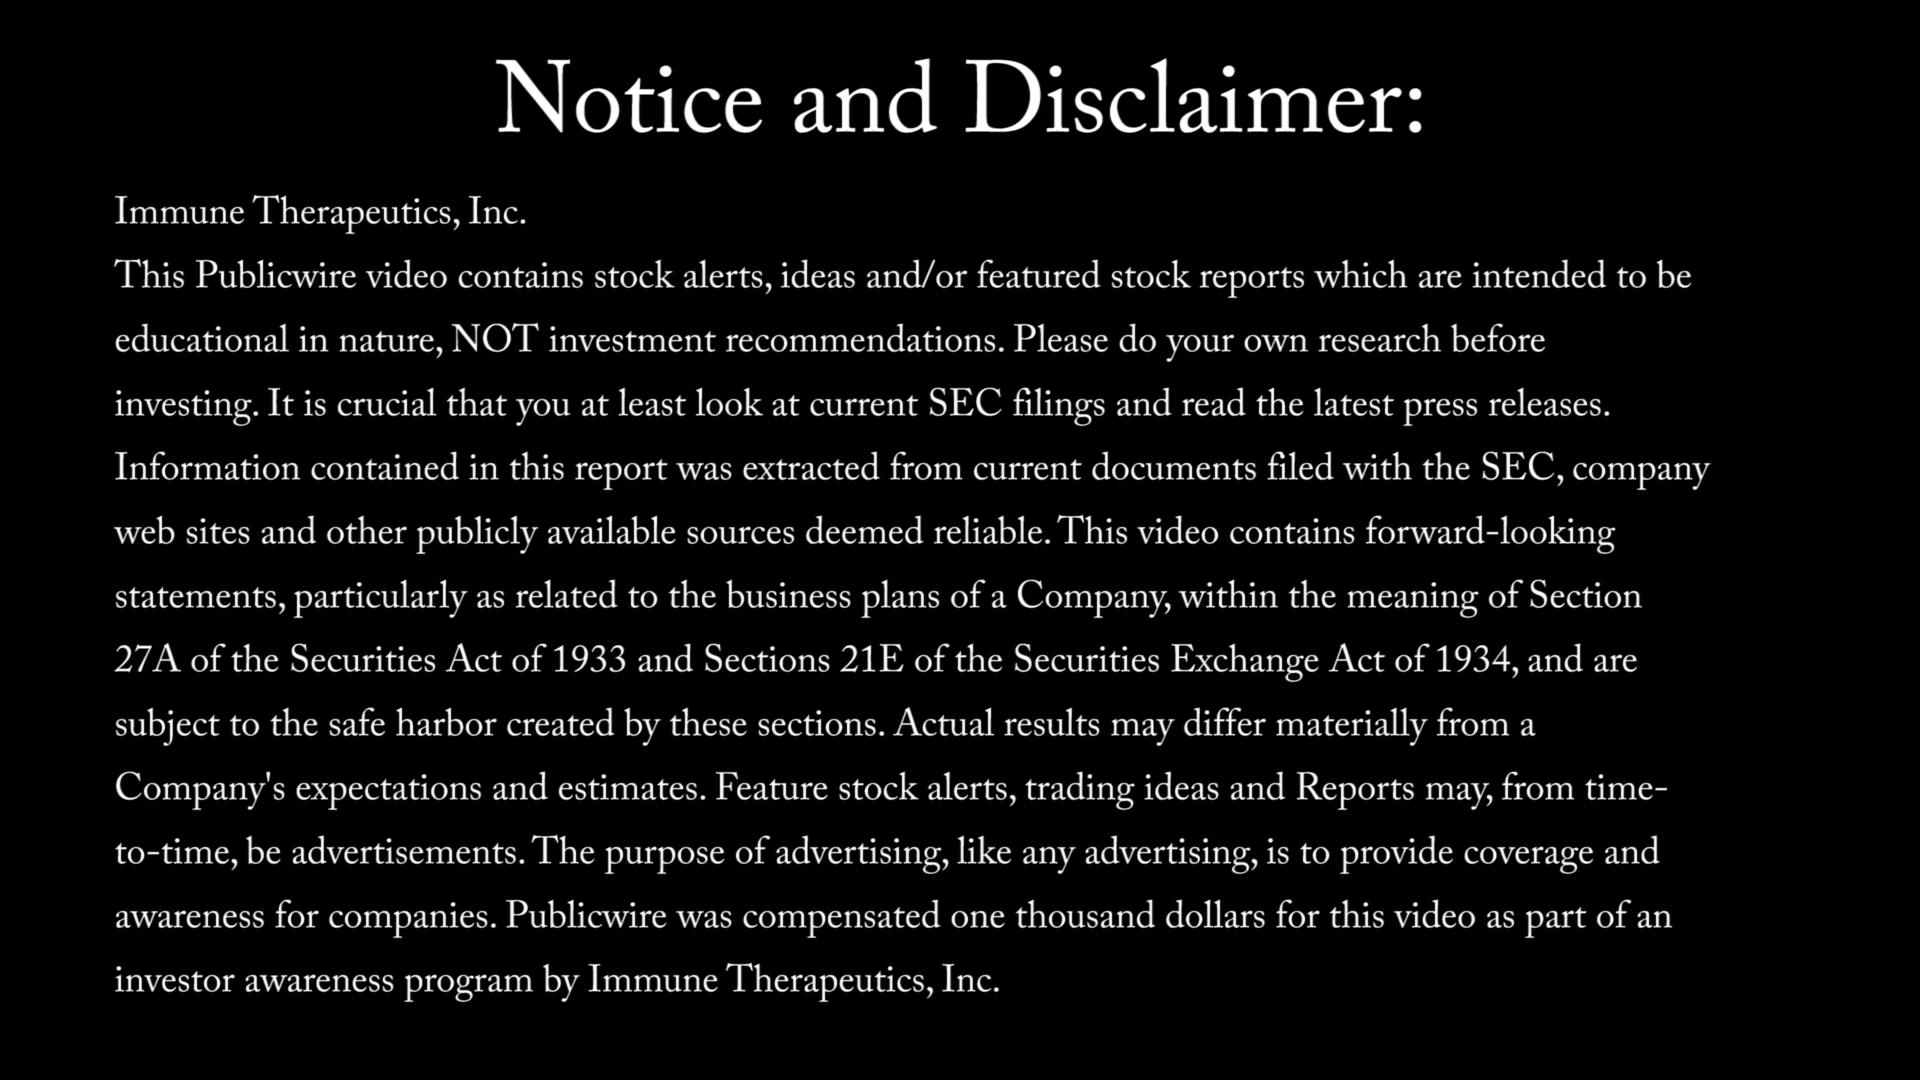 Notice and Disclaimer:
Immune Therapeutics, Inc.
This Publicwire video contains stock alerts, ideas and/or featured stock reports which are intended to be
educational in nature, NOT investment recommendations. Please do your own research before
investing. It is crucial that you at least look at current SEC filings and read the latest press releases.
Information contained in this report was extracted from current documents filed with the SEC, company
web sites and other publicly available sources deemed reliable. This video contains forward-looking
statements, particularly as related to the business plans of a Company, within the meaning of Section
27A of the Securities Act of 1933 and Sections 21E of the Securities Exchange Act of 1934, and are
subject to the safe harbor created by these sections. Actual results may differ materially from a
Company's expectations and estimates. Feature stock alerts, trading ideas and Reports may, from time-
to-time, be advertisements. The purpose of advertising, like any advertising, is to provide coverage and
awareness for companies. Publicwire was compensated one thousand dollars for this video as part of an
investor awareness program by Immune Therapeutics, Inc.